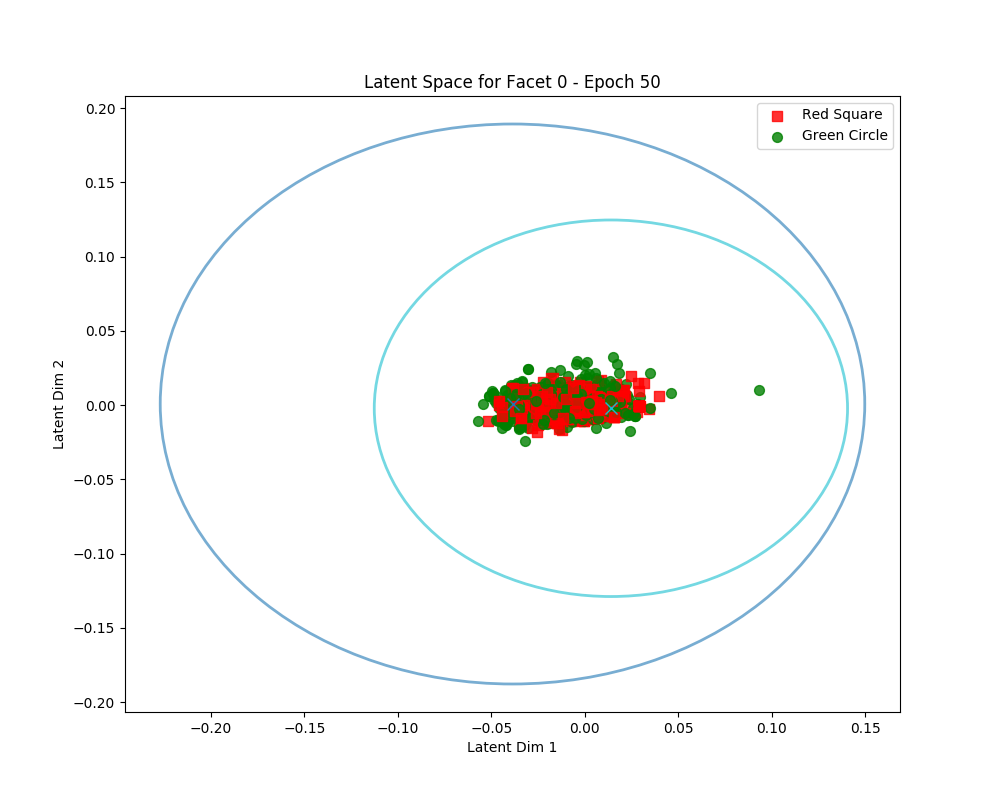 Latent Space for Facet 0 - Epoch 50
Red Square
Green Circle
0.20
0.15
0.10
0.05
0.00
−0.05
−0.10
−0.15
−0.20
Latent Dim 2
−0.20 −0.15 −0.10 −0.05 0.00 0.05 0.10 0.15
Latent Dim 1